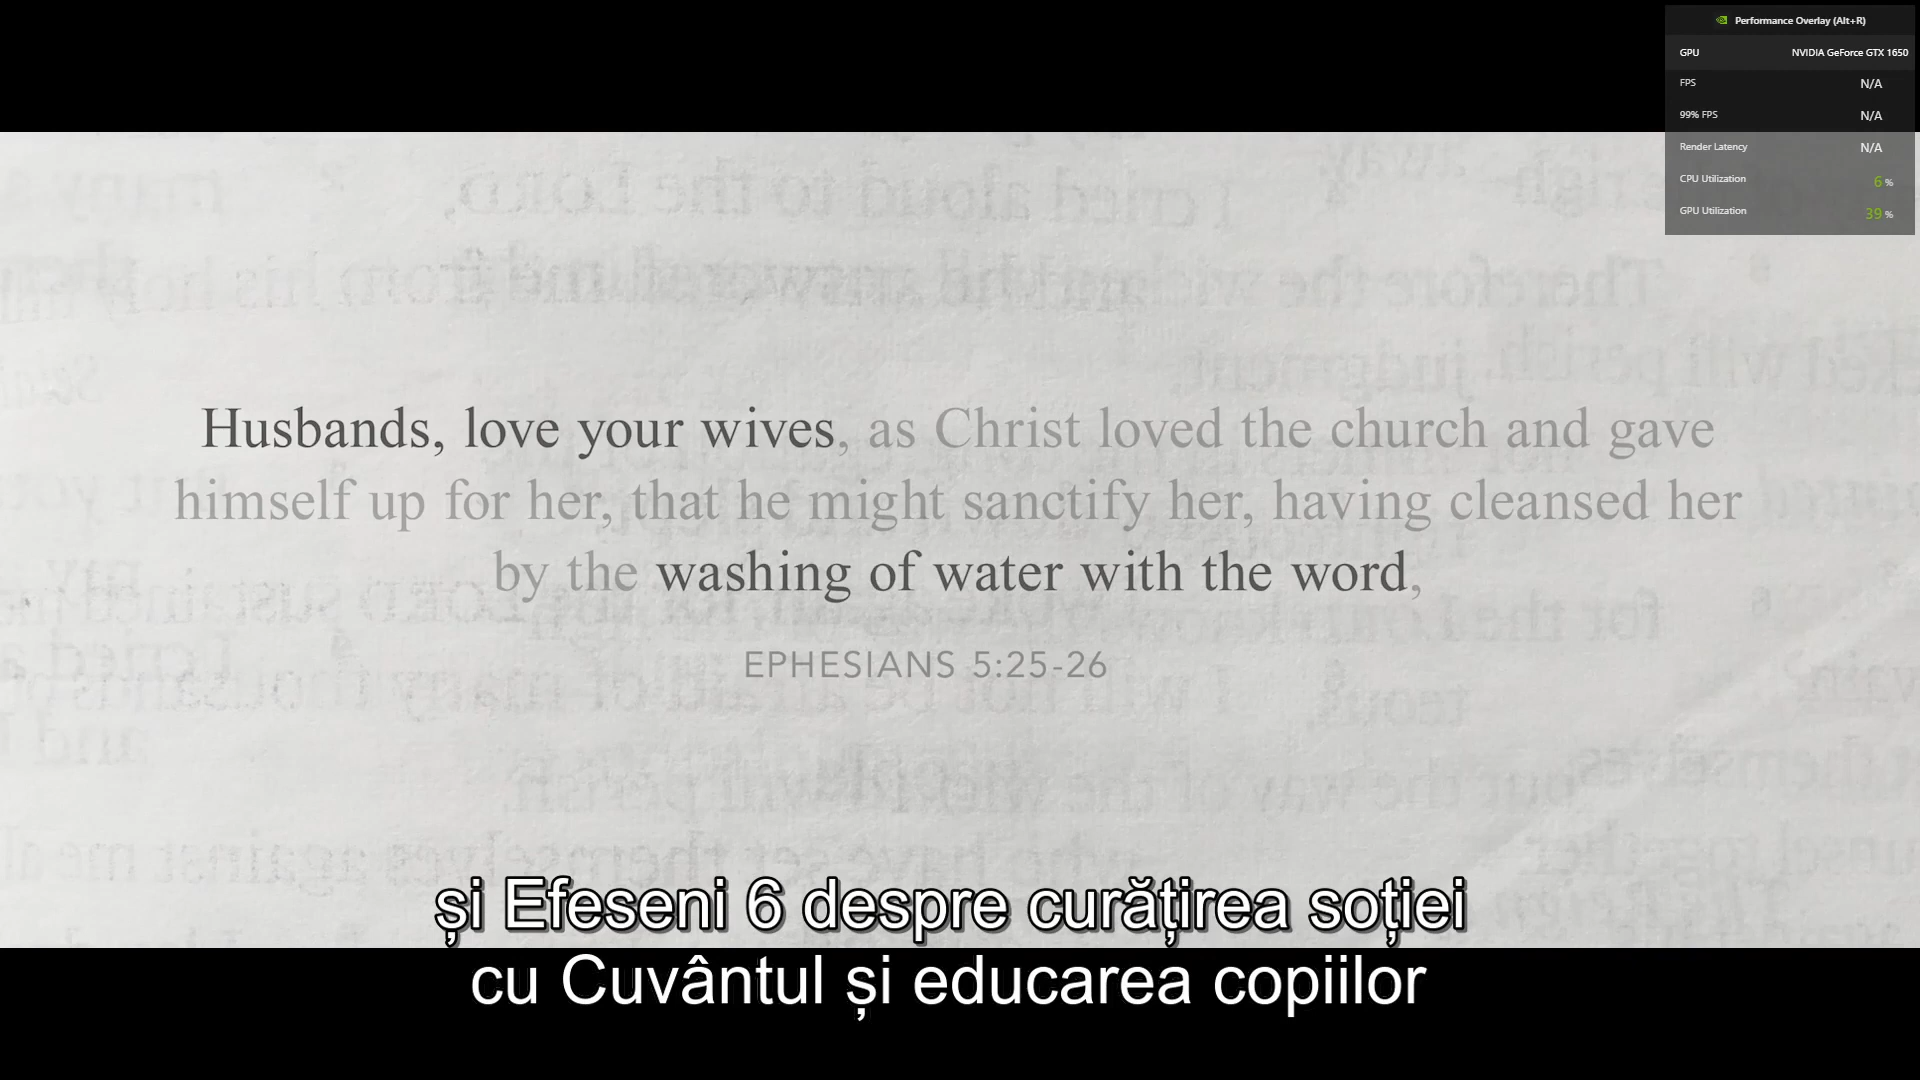 Performance Overlay (Alt+R)
GPU NVIDIA GeForce GTX 1650
FPS N/A
99% FPS N/A
Render Latency N/A
CPU Utilization 6 %
GPU Utilization 39 %
Husbands, love your wives, as Christ loved the church and gave
himself up for her, that he might sanctify her, having cleansed her
by the washing of water with the word,
EPHESIANS 5:25-26
și Efeseni 6 despre curățirea soției
cu Cuvântul și educarea copiilor